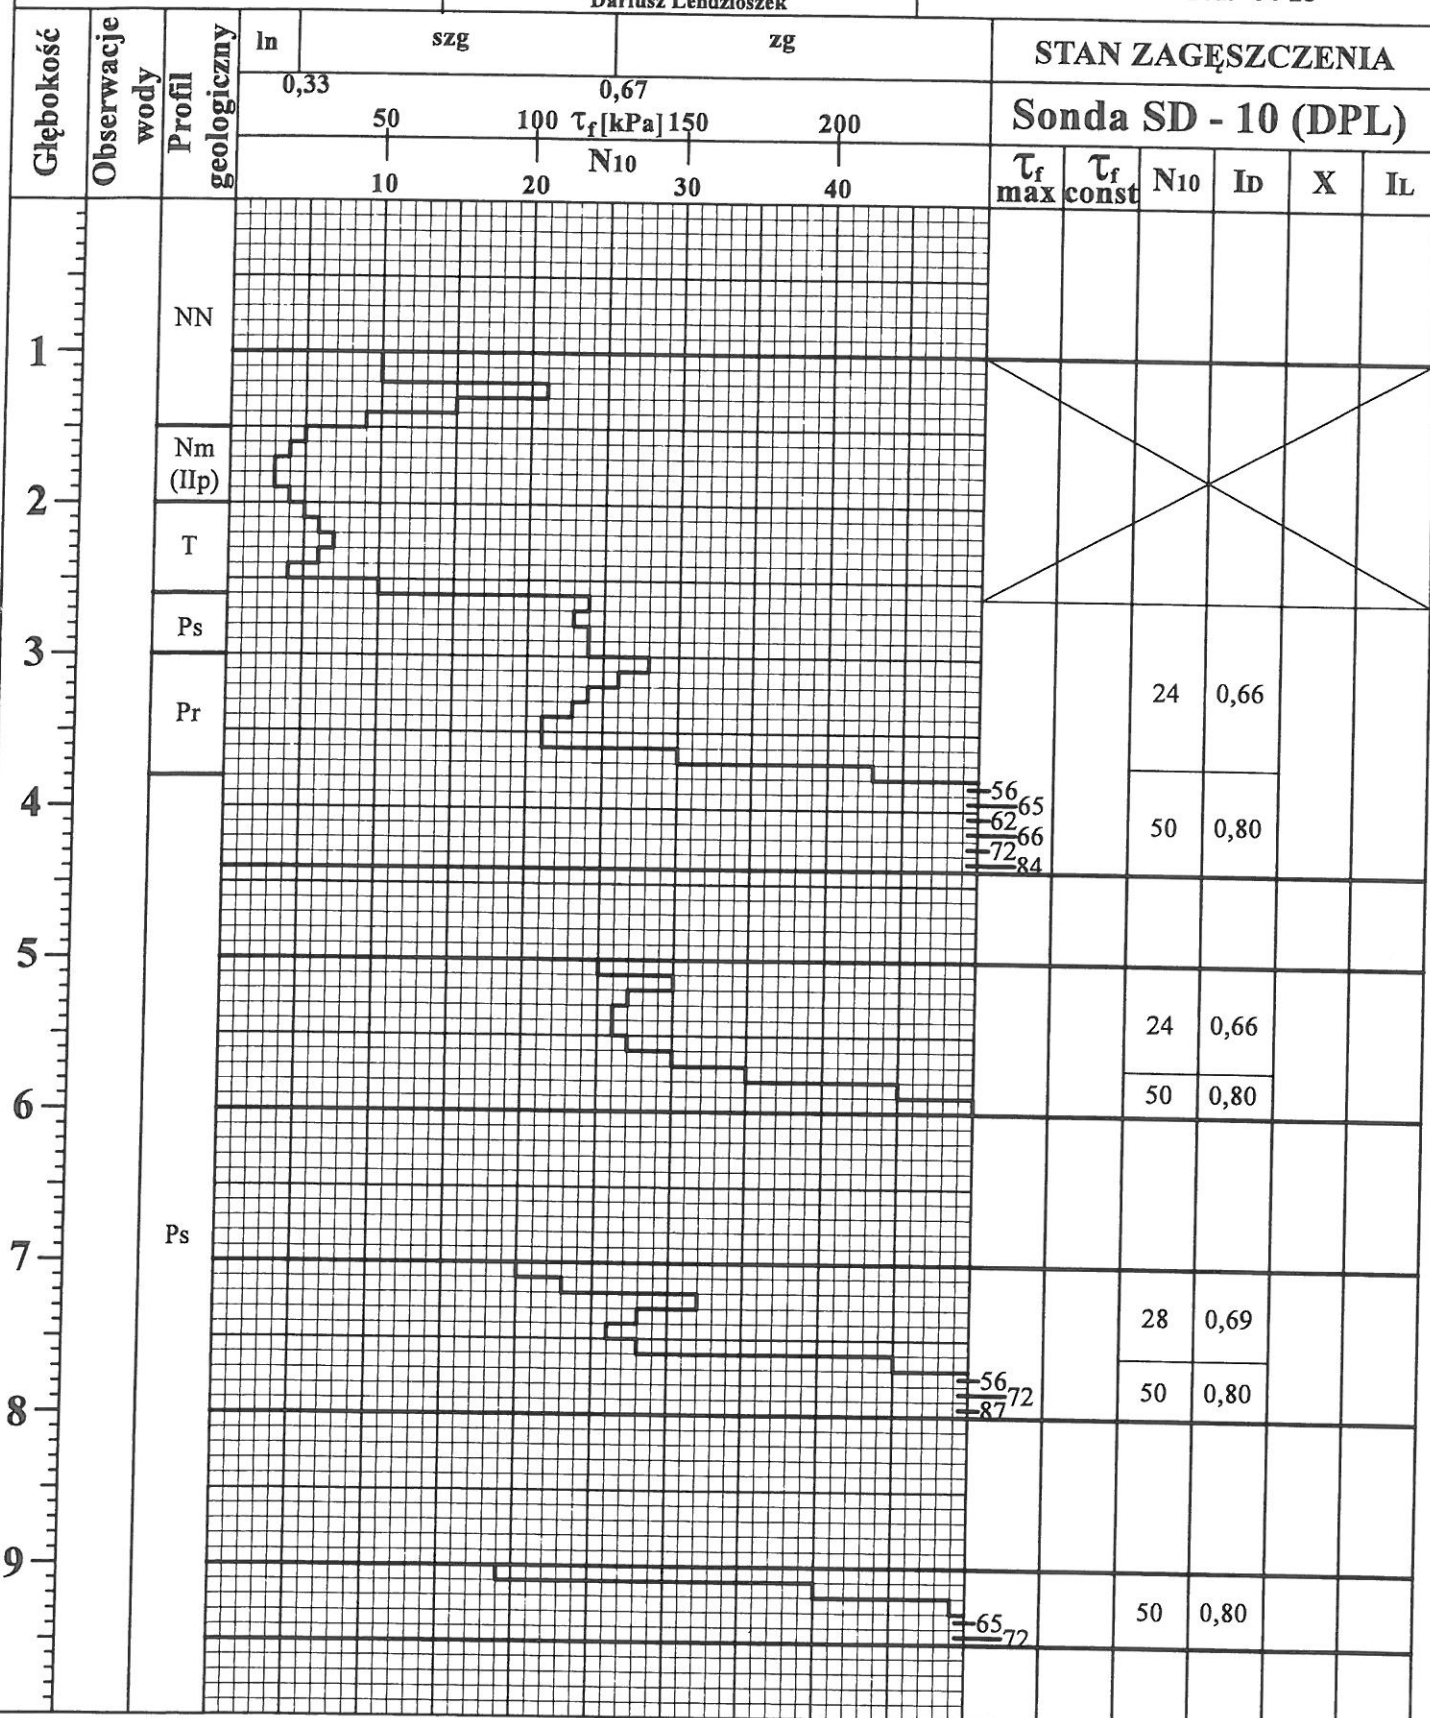 Dariusz Lendzioszek
Głębokość
Obserwacje wody
Profil geologiczny
ln szg zg
0,33 0,67
50 100 τf [kPa] 150 200
N10
10 20 30 40
STAN ZAGĘSZCZENIA
Sonda SD - 10 (DPL)
τf max τf const N10 ID X IL
NN
1
Nm
(IIp)
2
T
Ps
3
24 0,66
Pr
56
4
65
62
50 0,80
66
72
84
5
24 0,66
50 0,80
6
Ps
7
28 0,69
56
72
50 0,80
8
87
9
50 0,80
65
72